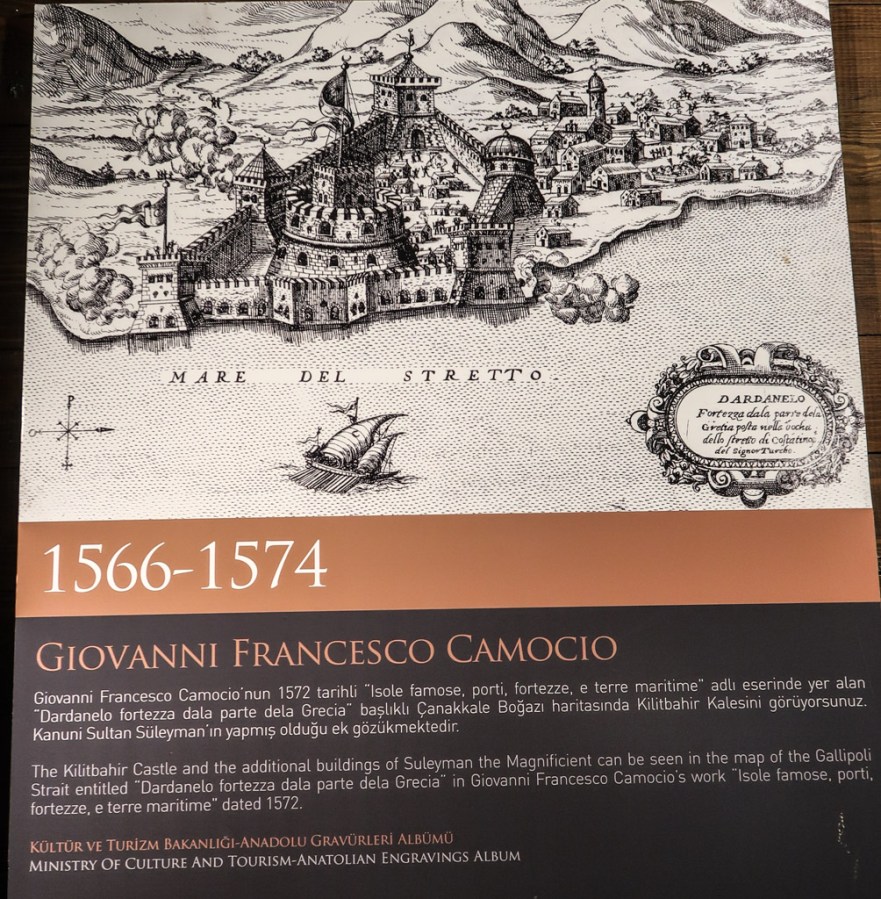 MARE DEL STRETTO.
P
DARDANELO
Fortezza dala parte dela
Gretia posta nella bocha
dello stretto di Costatinop
del Signor Turcho.
1566-1574
GIOVANNI FRANCESCO CAMOCIO
Giovanni Francesco Camocio'nun 1572 tarihli "Isole famose, porti, fortezze, e terre maritime" adlı eserinde yer alan
"Dardanelo fortezza dala parte dela Grecia" başlıklı Çanakkale Boğazı haritasında Kilitbahir Kalesini görüyorsunuz.
Kanuni Sultan Süleyman'ın yapmış olduğu ek gözükmektedir.
The Kilitbahir Castle and the additional buildings of Suleyman the Magnificient can be seen in the map of the Gallipoli
Strait entitled "Dardanelo fortezza dala parte dela Grecia" in Giovanni Francesco Camocio's work "Isole famose, porti,
fortezze, e terre maritime" dated 1572.
KÜLTÜR VE TURİZM BAKANLIĞI-ANADOLU GRAVÜRLERİ ALBÜMÜ
MINISTRY OF CULTURE AND TOURISM-ANATOLIAN ENGRAVINGS ALBUM